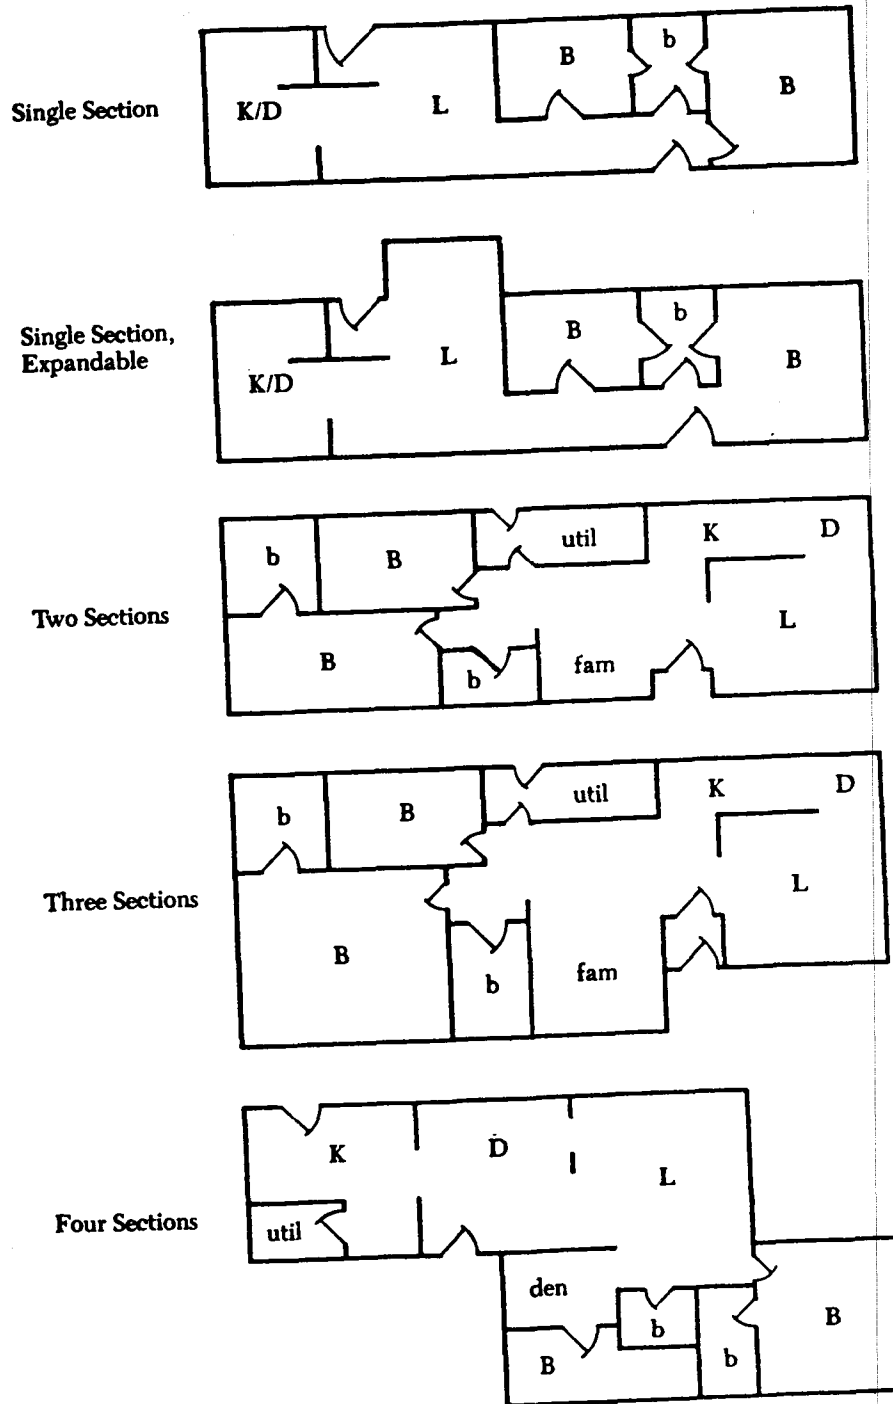 B
b
B
Single Section
K/D
L
B
b
Single Section,
Expandable
L
B
K/D
util
K
D
b
B
Two Sections
L
B
fam
b
util
K
D
b
B
L
Three Sections
B
fam
b
K
D
L
Four Sections
util
den
B
b
b
B